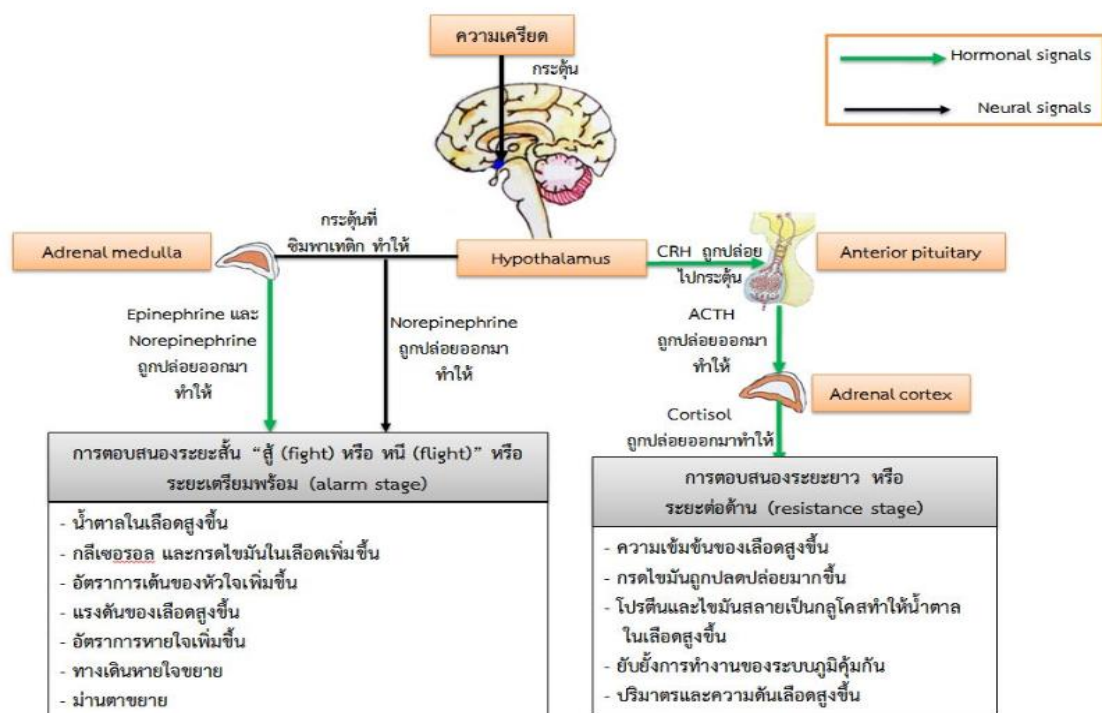 ความเครียด
กระตุ้น
Hormonal signals
Neural signals
กระตุ้นที่
ซิมพาเทติก ทำให้
Adrenal medulla
Hypothalamus
CRH ถูกปล่อย
ไปกระตุ้น
Anterior pituitary
Epinephrine และ
Norepinephrine
ถูกปล่อยออกมา
ทำให้
Norepinephrine
ถูกปล่อยออกมา
ทำให้
ACTH
ถูกปล่อยออกมา
ทำให้
Adrenal cortex
Cortisol
ถูกปล่อยออกมาทำให้
การตอบสนองระยะสั้น “สู้ (fight) หรือ หนี (flight)” หรือ
ระยะเตรียมพร้อม (alarm stage)
- น้ำตาลในเลือดสูงขึ้น
- กลีเซอรอล และกรดไขมันในเลือดเพิ่มขึ้น
- อัตราการเต้นของหัวใจเพิ่มขึ้น
- แรงดันของเลือดสูงขึ้น
- อัตราการหายใจเพิ่มขึ้น
- ทางเดินหายใจขยาย
- ม่านตาขยาย
การตอบสนองระยะยาว หรือ
ระยะต่อต้าน (resistance stage)
- ความเข้มข้นของเลือดสูงขึ้น
- กรดไขมันถูกปลดปล่อยมากขึ้น
- โปรตีนและไขมันสลายเป็นกลูโคสทำให้น้ำตาล
ในเลือดสูงขึ้น
- ยับยั้งการทำงานของระบบภูมิคุ้มกัน
- ปริมาตรและความดันเลือดสูงขึ้น